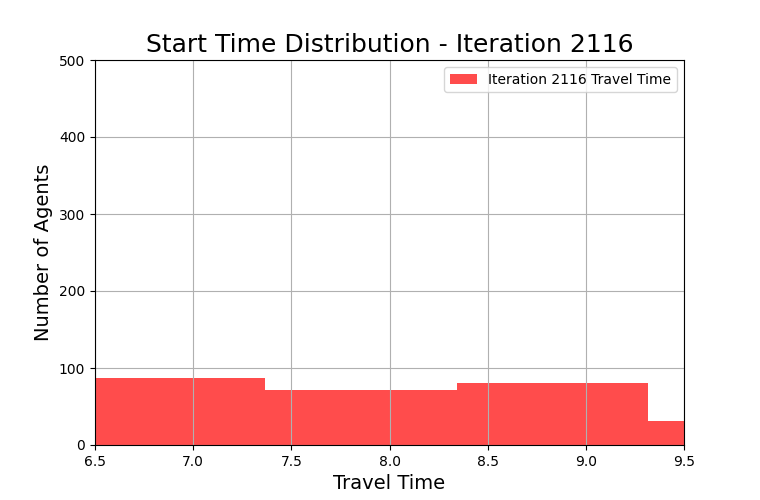 Start Time Distribution - Iteration 2116
Iteration 2116 Travel Time
Number of Agents
500
400
300
200
100
0
6.5 7.0 7.5 8.0 8.5 9.0 9.5
Travel Time